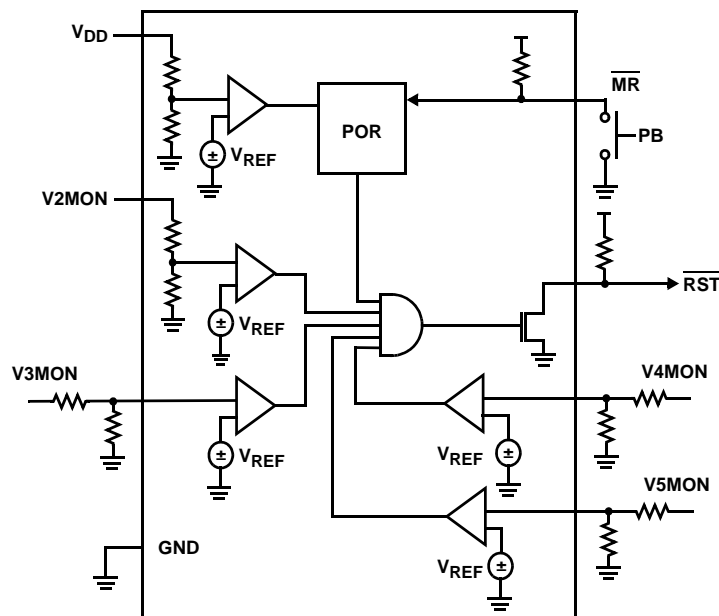 VDD
MR
POR
PB
VREF
V2MON
RST
VREF
V3MON
V4MON
VREF
VREF
V5MON
GND
VREF